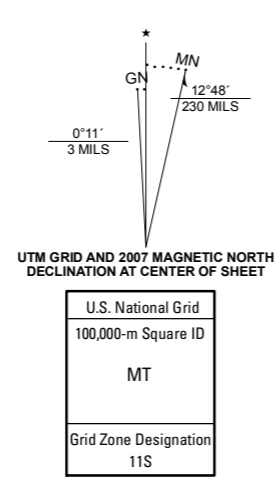 ★
MN
GN
12°48´
230 MILS
0°11´
3 MILS
UTM GRID AND 2007 MAGNETIC NORTH
DECLINATION AT CENTER OF SHEET
U.S. National Grid
100,000-m Square ID
MT
Grid Zone Designation
11S